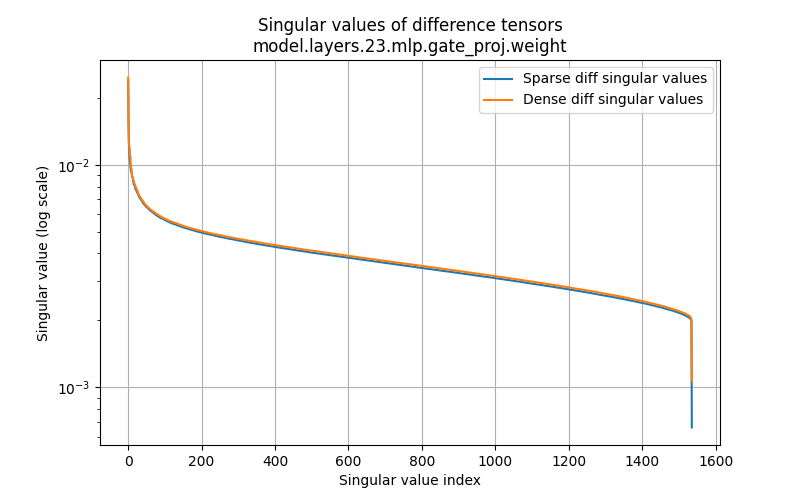 Singular values of difference tensors
model.layers.23.mlp.gate_proj.weight
Sparse diff singular values
Dense diff singular values
Singular value (log scale)
10⁻²
10⁻³
0 200 400 600 800 1000 1200 1400 1600
Singular value index